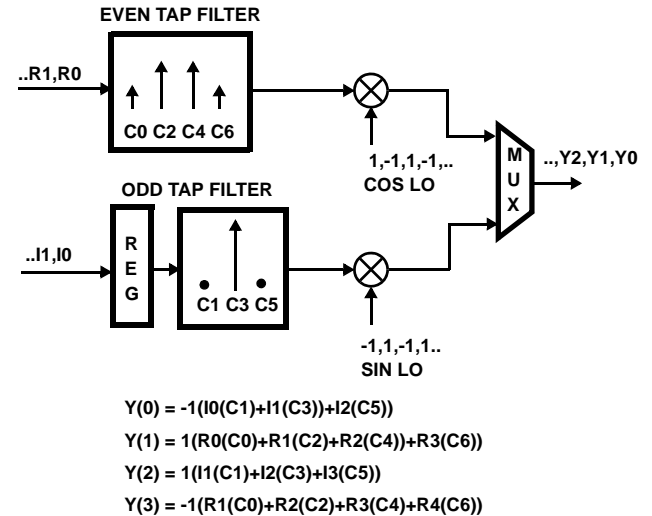 EVEN TAP FILTER
..R1,R0
C0 C2 C4 C6
1,-1,1,-1,..
COS LO
MUX
..,Y2,Y1,Y0
ODD TAP FILTER
..I1,I0
REG
C1 C3 C5
-1,1,-1,1..
SIN LO
Y(0) = -1(I0(C1)+I1(C3))+I2(C5))
Y(1) = 1(R0(C0)+R1(C2)+R2(C4))+R3(C6))
Y(2) = 1(I1(C1)+I2(C3)+I3(C5))
Y(3) = -1(R1(C0)+R2(C2)+R3(C4)+R4(C6))